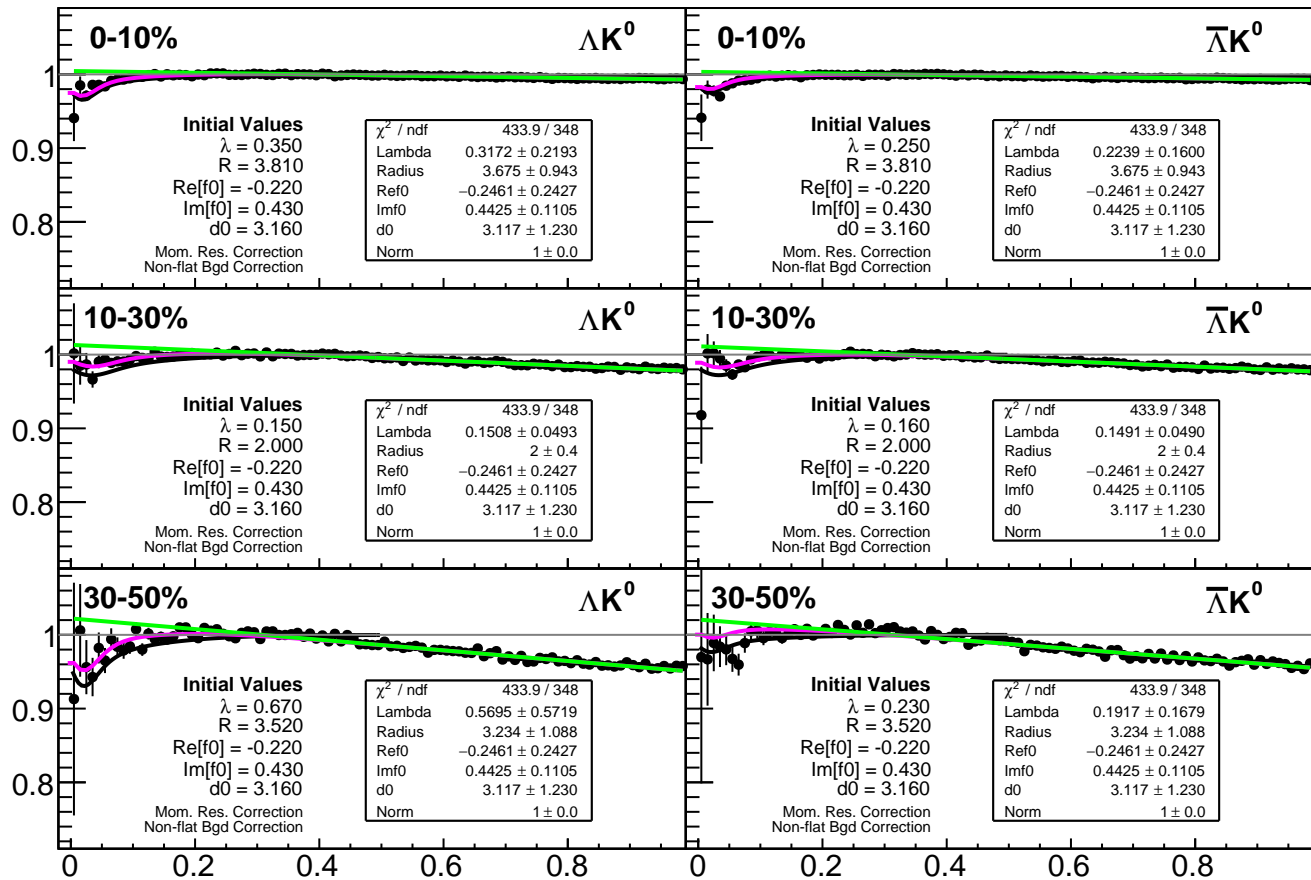 0-10% ΛK⁰
1
0.9
0.8
Initial Values
λ = 0.350
R = 3.810
Re[f0] = -0.220
Im[f0] = 0.430
d0 = 3.160
Mom. Res. Correction
Non-flat Bgd Correction
χ² / ndf 433.9 / 348
Lambda 0.3172 ± 0.2193
Radius 3.675 ± 0.943
Ref0 −0.2461 ± 0.2427
Imf0 0.4425 ± 0.1105
d0 3.117 ± 1.230
Norm 1 ± 0.0
0-10% Λ̅K⁰
Initial Values
λ = 0.250
R = 3.810
Re[f0] = -0.220
Im[f0] = 0.430
d0 = 3.160
Mom. Res. Correction
Non-flat Bgd Correction
χ² / ndf 433.9 / 348
Lambda 0.2239 ± 0.1600
Radius 3.675 ± 0.943
Ref0 −0.2461 ± 0.2427
Imf0 0.4425 ± 0.1105
d0 3.117 ± 1.230
Norm 1 ± 0.0
10-30% ΛK⁰
1
0.9
0.8
Initial Values
λ = 0.150
R = 2.000
Re[f0] = -0.220
Im[f0] = 0.430
d0 = 3.160
Mom. Res. Correction
Non-flat Bgd Correction
χ² / ndf 433.9 / 348
Lambda 0.1508 ± 0.0493
Radius 2 ± 0.4
Ref0 −0.2461 ± 0.2427
Imf0 0.4425 ± 0.1105
d0 3.117 ± 1.230
Norm 1 ± 0.0
10-30% Λ̅K⁰
Initial Values
λ = 0.160
R = 2.000
Re[f0] = -0.220
Im[f0] = 0.430
d0 = 3.160
Mom. Res. Correction
Non-flat Bgd Correction
χ² / ndf 433.9 / 348
Lambda 0.1491 ± 0.0490
Radius 2 ± 0.4
Ref0 −0.2461 ± 0.2427
Imf0 0.4425 ± 0.1105
d0 3.117 ± 1.230
Norm 1 ± 0.0
30-50% ΛK⁰
1
0.9
0.8
Initial Values
λ = 0.670
R = 3.520
Re[f0] = -0.220
Im[f0] = 0.430
d0 = 3.160
Mom. Res. Correction
Non-flat Bgd Correction
χ² / ndf 433.9 / 348
Lambda 0.5695 ± 0.5719
Radius 3.234 ± 1.088
Ref0 −0.2461 ± 0.2427
Imf0 0.4425 ± 0.1105
d0 3.117 ± 1.230
Norm 1 ± 0.0
30-50% Λ̅K⁰
Initial Values
λ = 0.230
R = 3.520
Re[f0] = -0.220
Im[f0] = 0.430
d0 = 3.160
Mom. Res. Correction
Non-flat Bgd Correction
χ² / ndf 433.9 / 348
Lambda 0.1917 ± 0.1679
Radius 3.234 ± 1.088
Ref0 −0.2461 ± 0.2427
Imf0 0.4425 ± 0.1105
d0 3.117 ± 1.230
Norm 1 ± 0.0
0 0.2 0.4 0.6 0.8 0 0.2 0.4 0.6 0.8